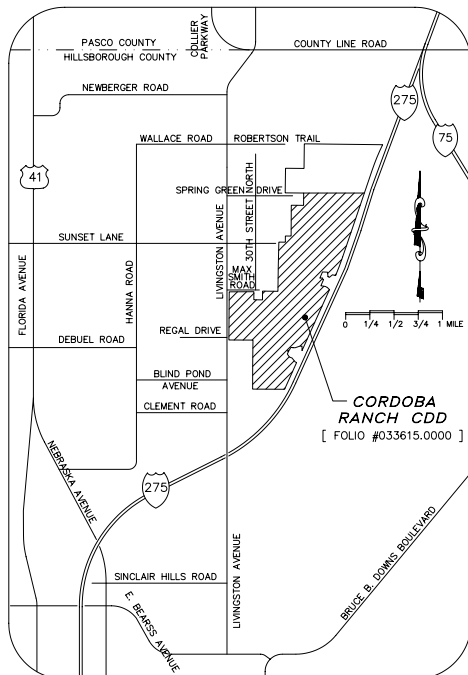 COLLIER
PARKWAY
PASCO COUNTY
HILLSBOROUGH COUNTY
COUNTY LINE ROAD
NEWBERGER ROAD
275
75
WALLACE ROAD
ROBERTSON TRAIL
41
SPRING GREEN DRIVE
30TH STREET NORTH
SUNSET LANE
LIVINGSTON AVENUE
HANNA ROAD
FLORIDA AVENUE
MAX
SMITH
ROAD
REGAL DRIVE
DEBUEL ROAD
0 1/4 1/2 3/4 1 MILE
BLIND POND
AVENUE
CLEMENT ROAD
CORDOBA
RANCH CDD
[ FOLIO #033615.0000 ]
NEBRASKA AVENUE
275
LIVINGSTON AVENUE
SINCLAIR HILLS ROAD
E. BEARSS AVENUE
BRUCE B. DOWNS BOULEVARD